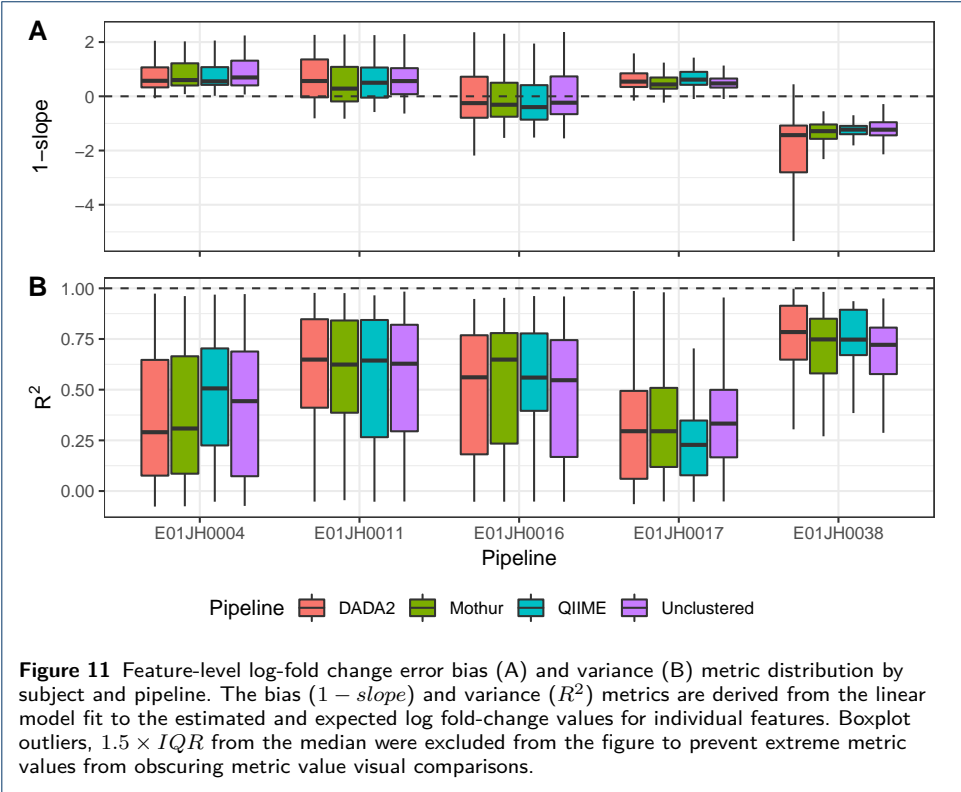 A
2
0
−2
−4
1−slope
B
1.00
0.75
0.50
0.25
0.00
R²
E01JH0004 E01JH0011 E01JH0016 E01JH0017 E01JH0038
Pipeline
Pipeline DADA2 Mothur QIIME Unclustered
Figure 11 Feature-level log-fold change error bias (A) and variance (B) metric distribution by
subject and pipeline. The bias (1 − slope) and variance (R²) metrics are derived from the linear
model fit to the estimated and expected log fold-change values for individual features. Boxplot
outliers, 1.5 × IQR from the median were excluded from the figure to prevent extreme metric
values from obscuring metric value visual comparisons.